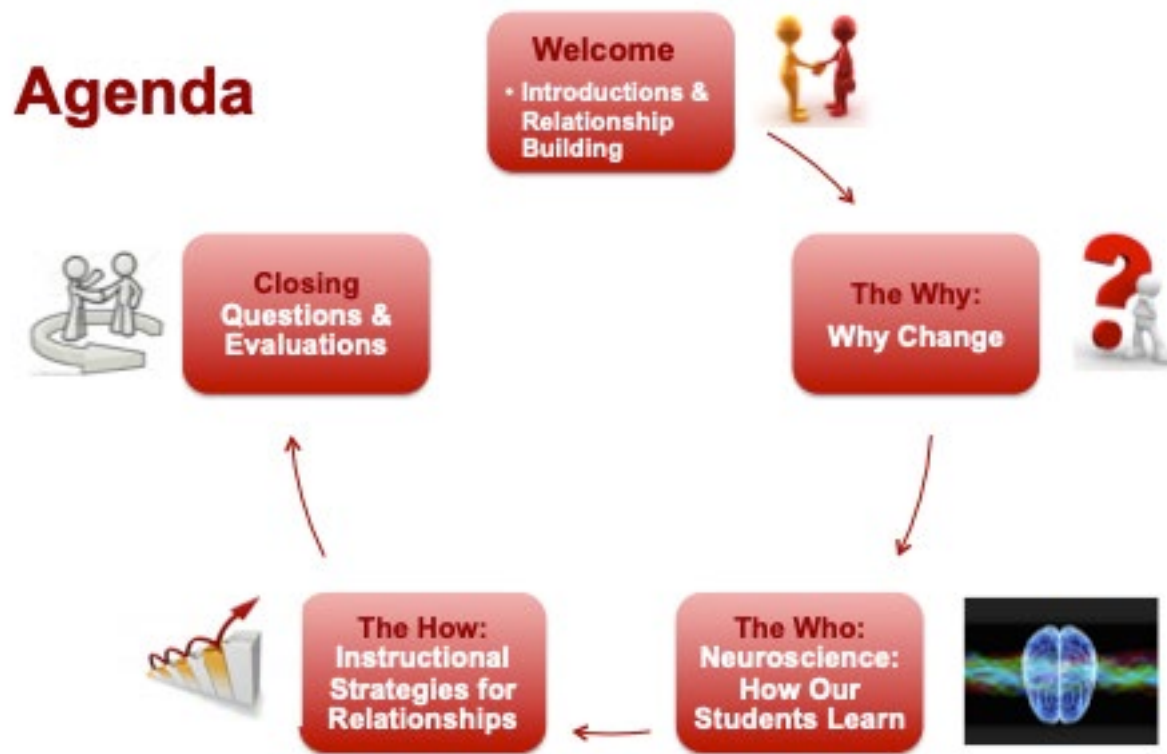 Agenda
Welcome
• Introductions &
Relationship
Building
The Why:
Why Change
The Who:
Neuroscience:
How Our
Students Learn
The How:
Instructional
Strategies for
Relationships
Closing
Questions &
Evaluations